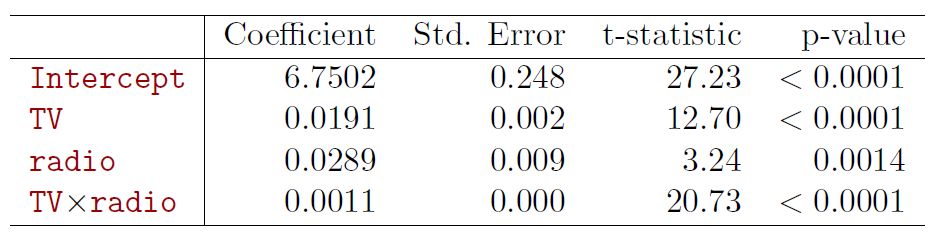 Coefficient Std. Error t-statistic p-value
Intercept 6.7502 0.248 27.23 < 0.0001
TV 0.0191 0.002 12.70 < 0.0001
radio 0.0289 0.009 3.24 0.0014
TV×radio 0.0011 0.000 20.73 < 0.0001